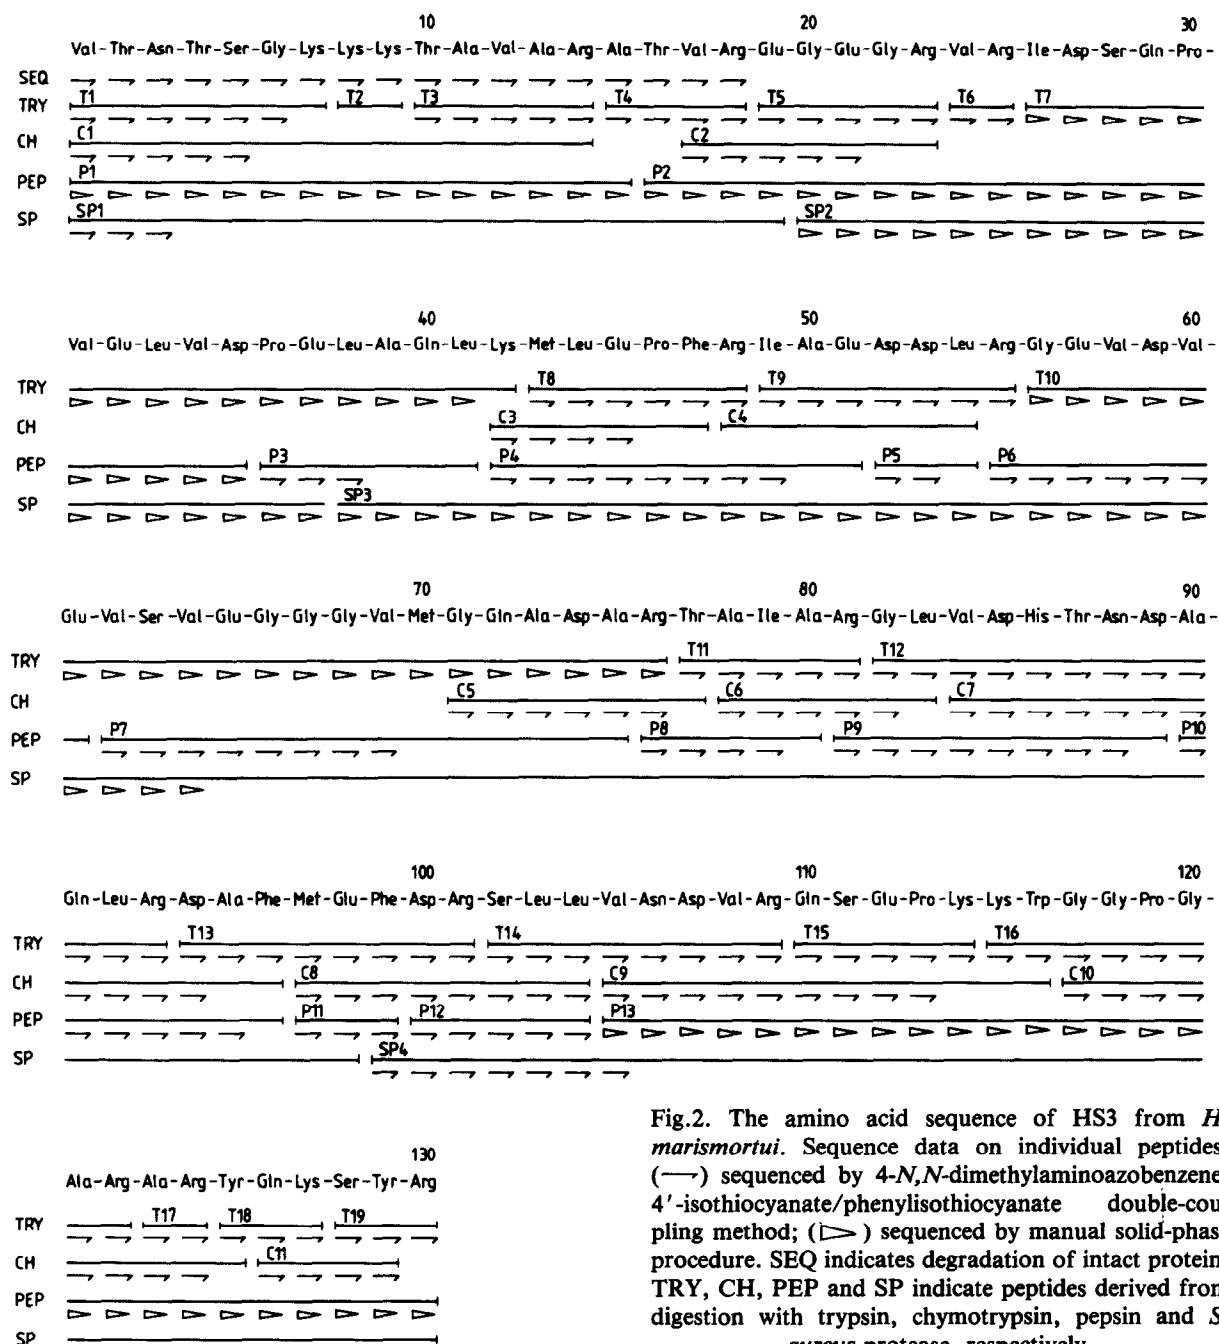 10 20 30
Val-Thr-Asn-Thr-Ser-Gly-Lys-Lys-Lys-Thr-Ala-Val-Ala-Arg-Ala-Thr-Val-Arg-Glu-Gly-Glu-Gly-Arg-Val-Arg-Ile-Asp-Ser-Gln-Pro-
SEQ
TRY T1 T2 T3 T4 T5 T6 T7
CH C1 C2
PEP P1 P2
SP SP1 SP2
40 50 60
Val-Glu-Leu-Val-Asp-Pro-Glu-Leu-Ala-Gln-Leu-Lys-Met-Leu-Glu-Pro-Phe-Arg-Ile-Ala-Glu-Asp-Asp-Leu-Arg-Gly-Glu-Val-Asp-Val-
TRY T8 T9 T10
CH C3 C4
PEP P3 P4 P5 P6
SP SP3
70 80 90
Glu-Val-Ser-Val-Glu-Gly-Gly-Gly-Val-Met-Gly-Gln-Ala-Asp-Ala-Arg-Thr-Ala-Ile-Ala-Arg-Gly-Leu-Val-Asp-His-Thr-Asn-Asp-Ala-
TRY T11 T12
CH C5 C6 C7
PEP P7 P8 P9 P10
SP
100 110 120
Gln-Leu-Arg-Asp-Ala-Phe-Met-Glu-Phe-Asp-Arg-Ser-Leu-Leu-Val-Asn-Asp-Val-Arg-Gln-Ser-Glu-Pro-Lys-Lys-Trp-Gly-Gly-Pro-Gly-
TRY T13 T14 T15 T16
CH C8 C9 C10
PEP P11 P12 P13
SP SP4
130
Ala-Arg-Ala-Arg-Tyr-Gln-Lys-Ser-Tyr-Arg
TRY T17 T18 T19
CH C11
PEP
SP
Fig.2. The amino acid sequence of HS3 from H
marismortui. Sequence data on individual peptides
(⟶) sequenced by 4-N,N-dimethylaminoazobenzene
4'-isothiocyanate/phenylisothiocyanate double-cou
pling method; (▷) sequenced by manual solid-phas
procedure. SEQ indicates degradation of intact protein
TRY, CH, PEP and SP indicate peptides derived from
digestion with trypsin, chymotrypsin, pepsin and S
protease, respectively